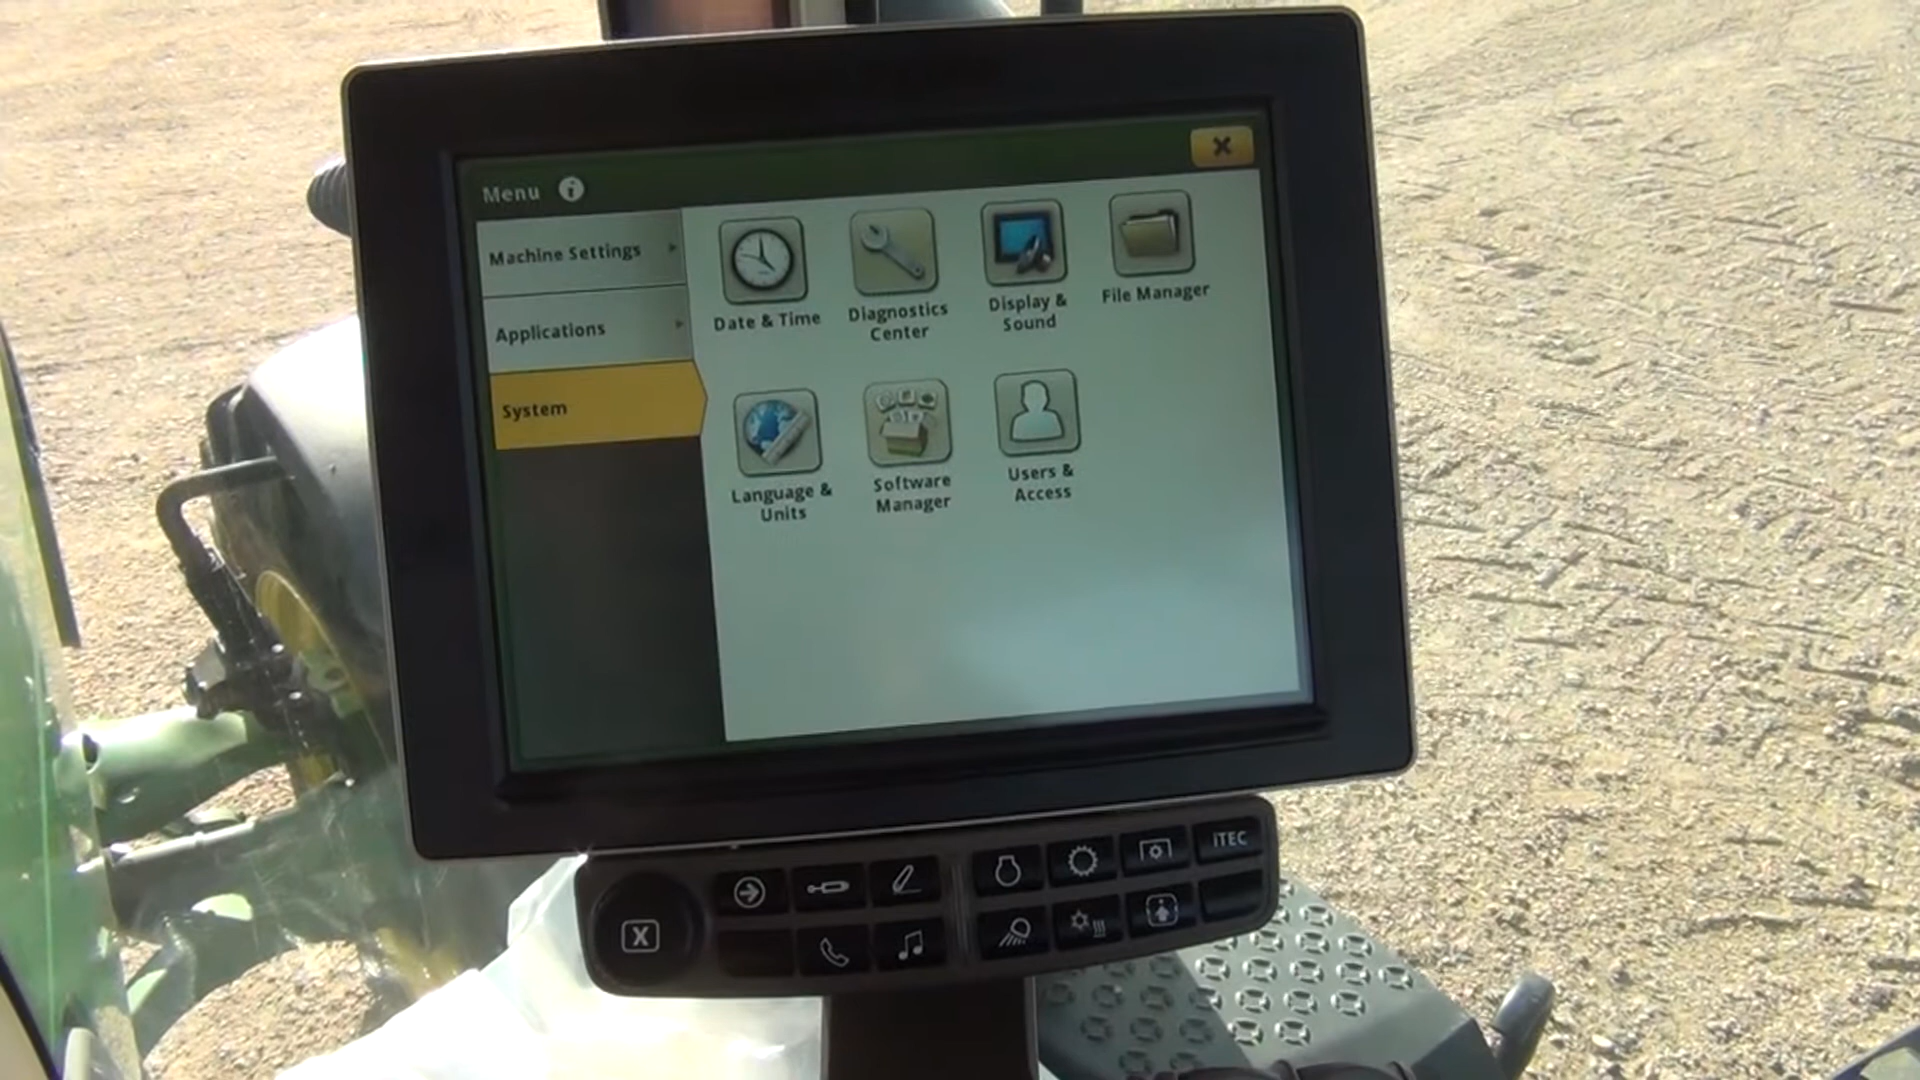 Menu i
Machine Settings
Applications
System
Date & Time
Diagnostics
Center
Display &
Sound
File Manager
Language &
Units
Software
Manager
Users &
Access
iTEC
X